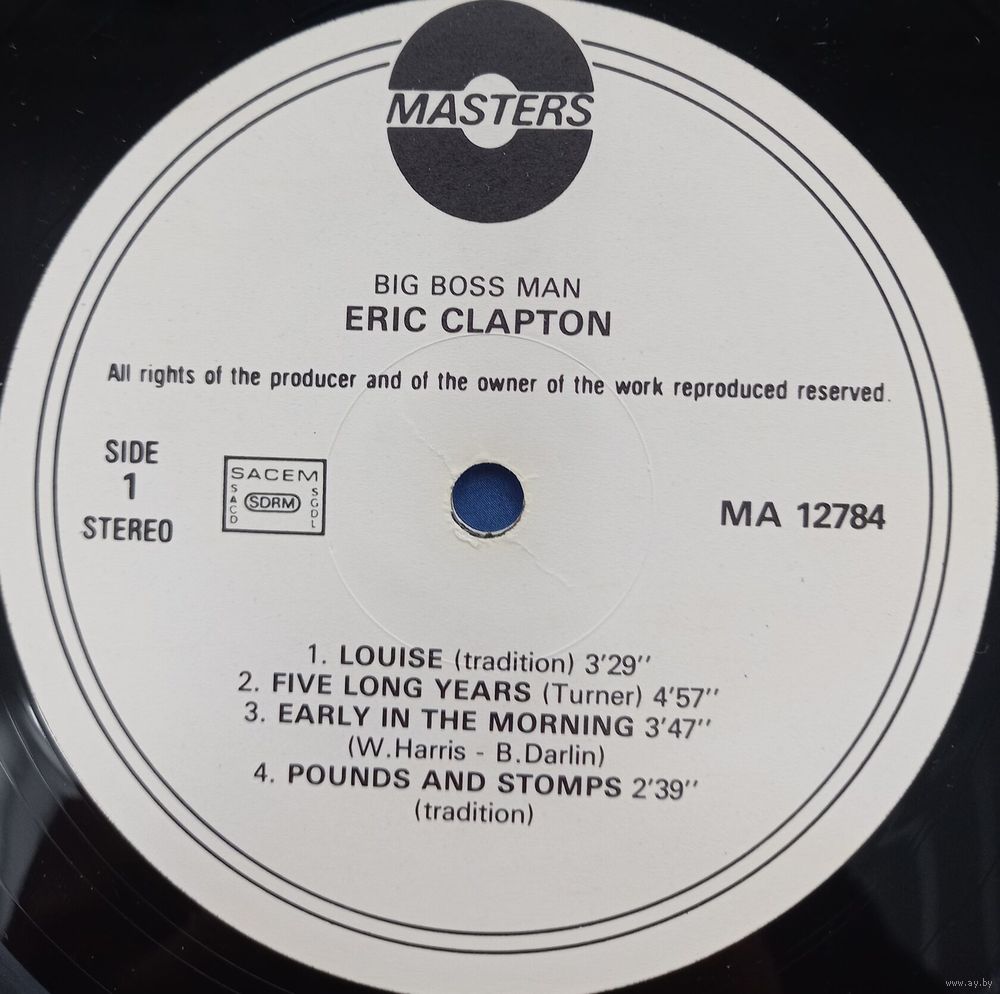 MASTERS
BIG BOSS MAN
ERIC CLAPTON
All rights of the producer and of the owner of the work reproduced reserved.
SIDE
1
STEREO
SACEM
SACD
SDRM
SGDL
MA 12784
1. LOUISE (tradition) 3'29''
2. FIVE LONG YEARS (Turner) 4'57''
3. EARLY IN THE MORNING 3'47''
(W.Harris - B.Darlin)
4. POUNDS AND STOMPS 2'39''
(tradition)
www.ay.by